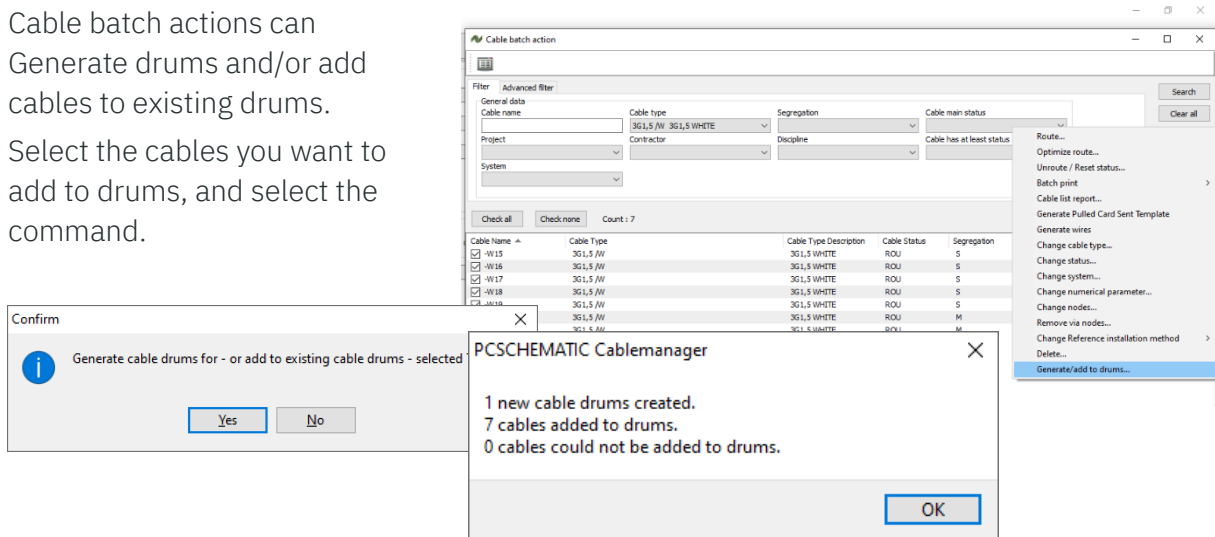 Cable batch actions can
Generate drums and/or add
cables to existing drums.
Select the cables you want to
add to drums, and select the
command.
Cable batch action
Filter Advanced filter
Search
Clear all
General data
Cable name Cable type Segregation Cable main status
3G1,5 /W 3G1,5 WHITE
Project Contractor Discipline Cable has at least status
System
Check all Check none Count : 7
Cable Name Cable Type Cable Type Description Cable Status Segregation
-W15 3G1,5 /W 3G1,5 WHITE ROU S
-W16 3G1,5 /W 3G1,5 WHITE ROU S
-W17 3G1,5 /W 3G1,5 WHITE ROU S
-W18 3G1,5 /W 3G1,5 WHITE ROU S
-W19 3G1,5 /W 3G1,5 WHITE ROU S
3G1,5 /W 3G1,5 WHITE ROU M
3G1,5 /W 3G1,5 WHITE ROU M
Route...
Optimize route...
Unroute / Reset status...
Batch print
Cable list report...
Generate Pulled Card Sent Template
Generate wires
Change cable type...
Change status...
Change system...
Change numerical parameter...
Change nodes...
Remove via nodes...
Change Reference installation method
Delete...
Generate/add to drums...
Confirm
Generate cable drums for - or add to existing cable drums - selected
Yes No
PCSCHEMATIC Cablemanager
1 new cable drums created.
7 cables added to drums.
0 cables could not be added to drums.
OK